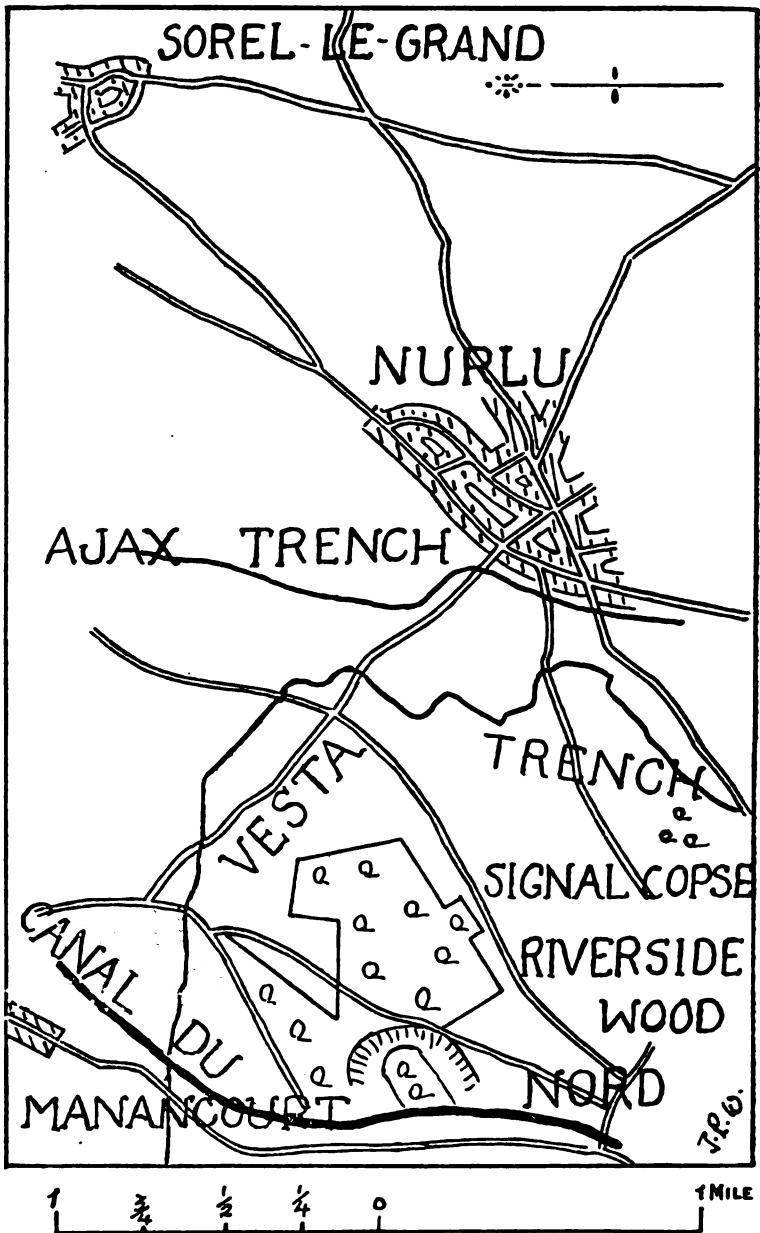 SOREL-LE-GRAND
NURLU
AJAX TRENCH
VESTA
TRENCH
SIGNAL COPSE
RIVERSIDE
WOOD
CANAL DU NORD
MANANCOURT
J.P.W.
1 3/4 1/2 1/4 0 1 MILE